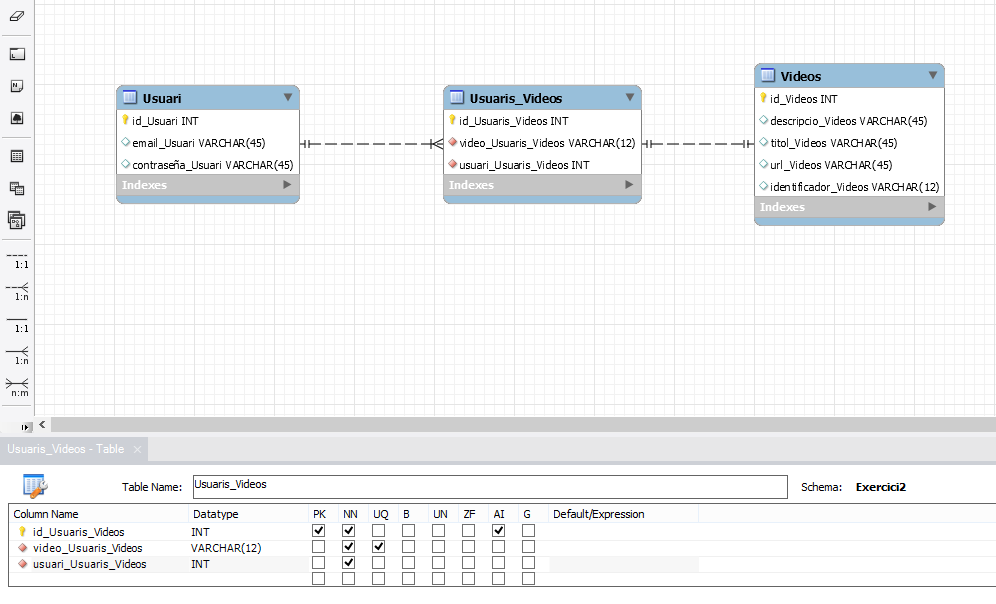 Usuari
id_Usuari INT
email_Usuari VARCHAR(45)
contraseña_Usuari VARCHAR(45)
Indexes
Usuaris_Videos
id_Usuaris_Videos INT
video_Usuaris_Videos VARCHAR(12)
usuari_Usuaris_Videos INT
Indexes
Videos
id_Videos INT
descripcio_Videos VARCHAR(45)
titol_Videos VARCHAR(45)
url_Videos VARCHAR(45)
identificador_Videos VARCHAR(12)
Indexes
1:1
1:n
1:1
1:n
n:m
Usuaris_Videos - Table
Table Name: Usuaris_Videos Schema: Exercici2
Column Name Datatype PK NN UQ B UN ZF AI G Default/Expression
id_Usuaris_Videos INT
video_Usuaris_Videos VARCHAR(12)
usuari_Usuaris_Videos INT